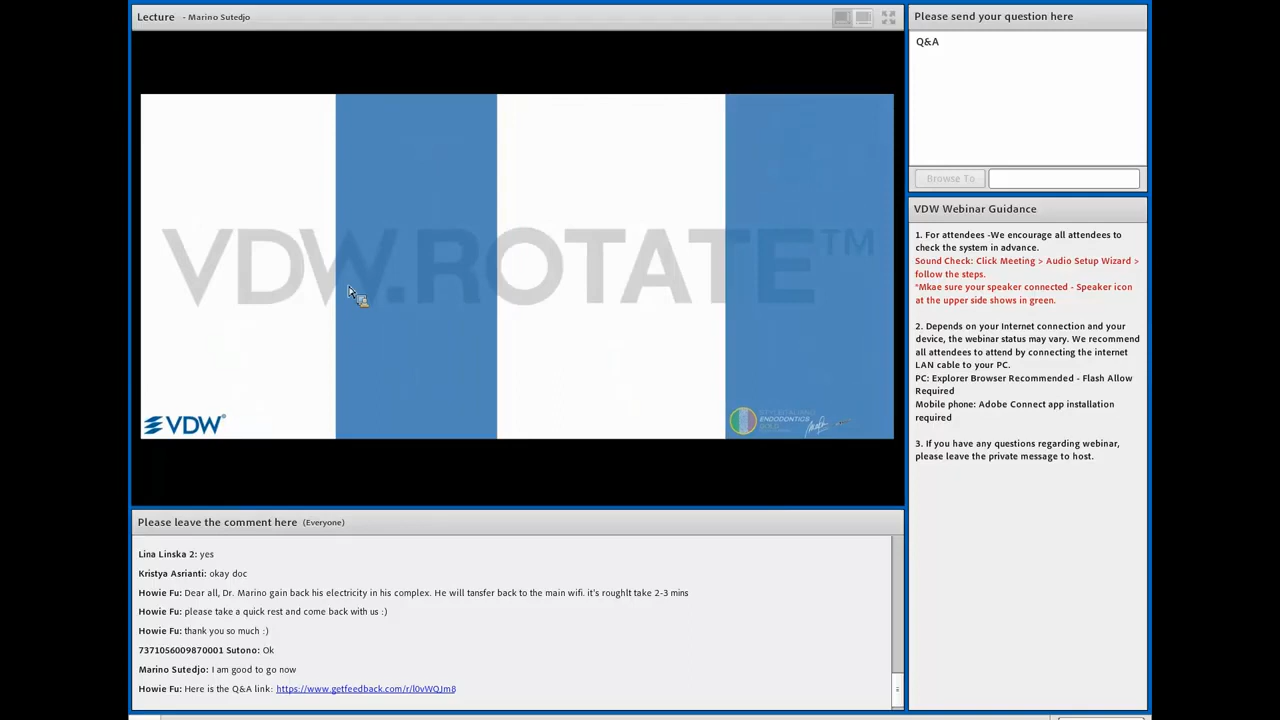 Lecture - Marino Sutedjo
VDW.ROTATE™
VDW®
ENDODONTICS
Please leave the comment here (Everyone)
Lina Linska 2: yes
Kristya Asrianti: okay doc
Howie Fu: Dear all, Dr. Marino gain back his electricity in his complex. He will tansfer back to the main wifi. it's roughlt take 2-3 mins
Howie Fu: please take a quick rest and come back with us :)
Howie Fu: thank you so much :)
7371056009870001 Sutono: Ok
Marino Sutedjo: I am good to go now
Howie Fu: Here is the Q&A link: https://www.getfeedback.com/r/l0vWQJm8
Please send your question here
Q&A
Browse To
VDW Webinar Guidance
1. For attendees -We encourage all attendees to
check the system in advance.
Sound Check: Click Meeting > Audio Setup Wizard >
follow the steps.
*Mkae sure your speaker connected - Speaker icon
at the upper side shows in green.
2. Depends on your Internet connection and your
device, the webinar status may vary. We recommend
all attendees to attend by connecting the internet
LAN cable to your PC.
PC: Explorer Browser Recommended - Flash Allow
Required
Mobile phone: Adobe Connect app installation
required
3. If you have any questions regarding webinar,
please leave the private message to host.